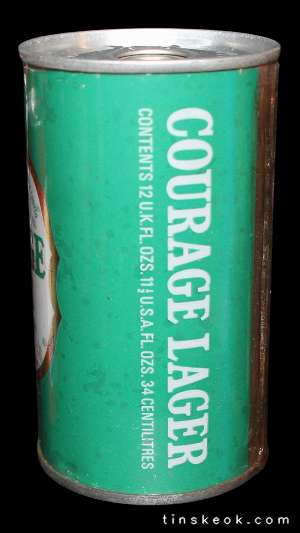 COURAGE LAGER
CONTENTS 12 U.K.FL.OZS. 11½ U.S.A.FL.OZS. 34 CENTILITRES
tinskeok.com